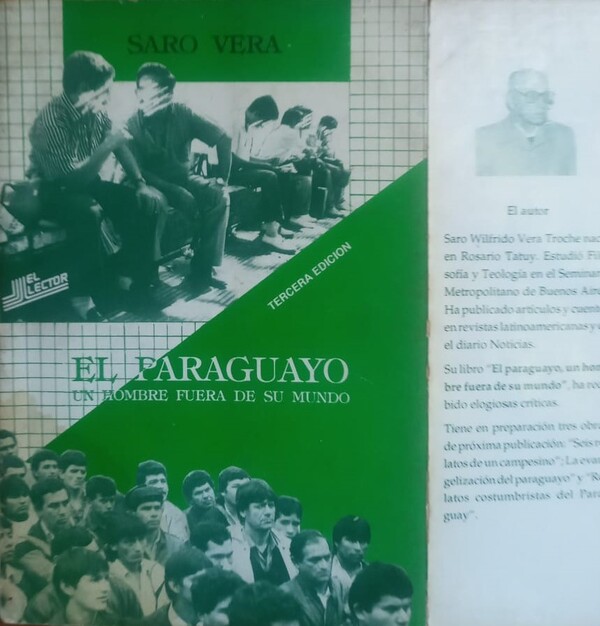 SARO VERA
EL
LECTOR
TERCERA EDICION
EL PARAGUAYO
UN HOMBRE FUERA DE SU MUNDO
El autor
Saro Wilfrido Vera Troche nac
en Rosario Tatuy. Estudió Fil
sofía y Teología en el Seminar
Metropolitano de Buenos Aire
Ha publicado artículos y cuent
en revistas latinoamericanas y e
el diario Noticias.
Su libro "El paraguayo, un hom
bre fuera de su mundo", ha rec
bido elogiosas críticas.
Tiene en preparación tres obra
de próxima publicación: "Seis r
latos de un campesino"; La evan
gelización del paraguayo" y "Re
latos costumbristas del Para
guay".